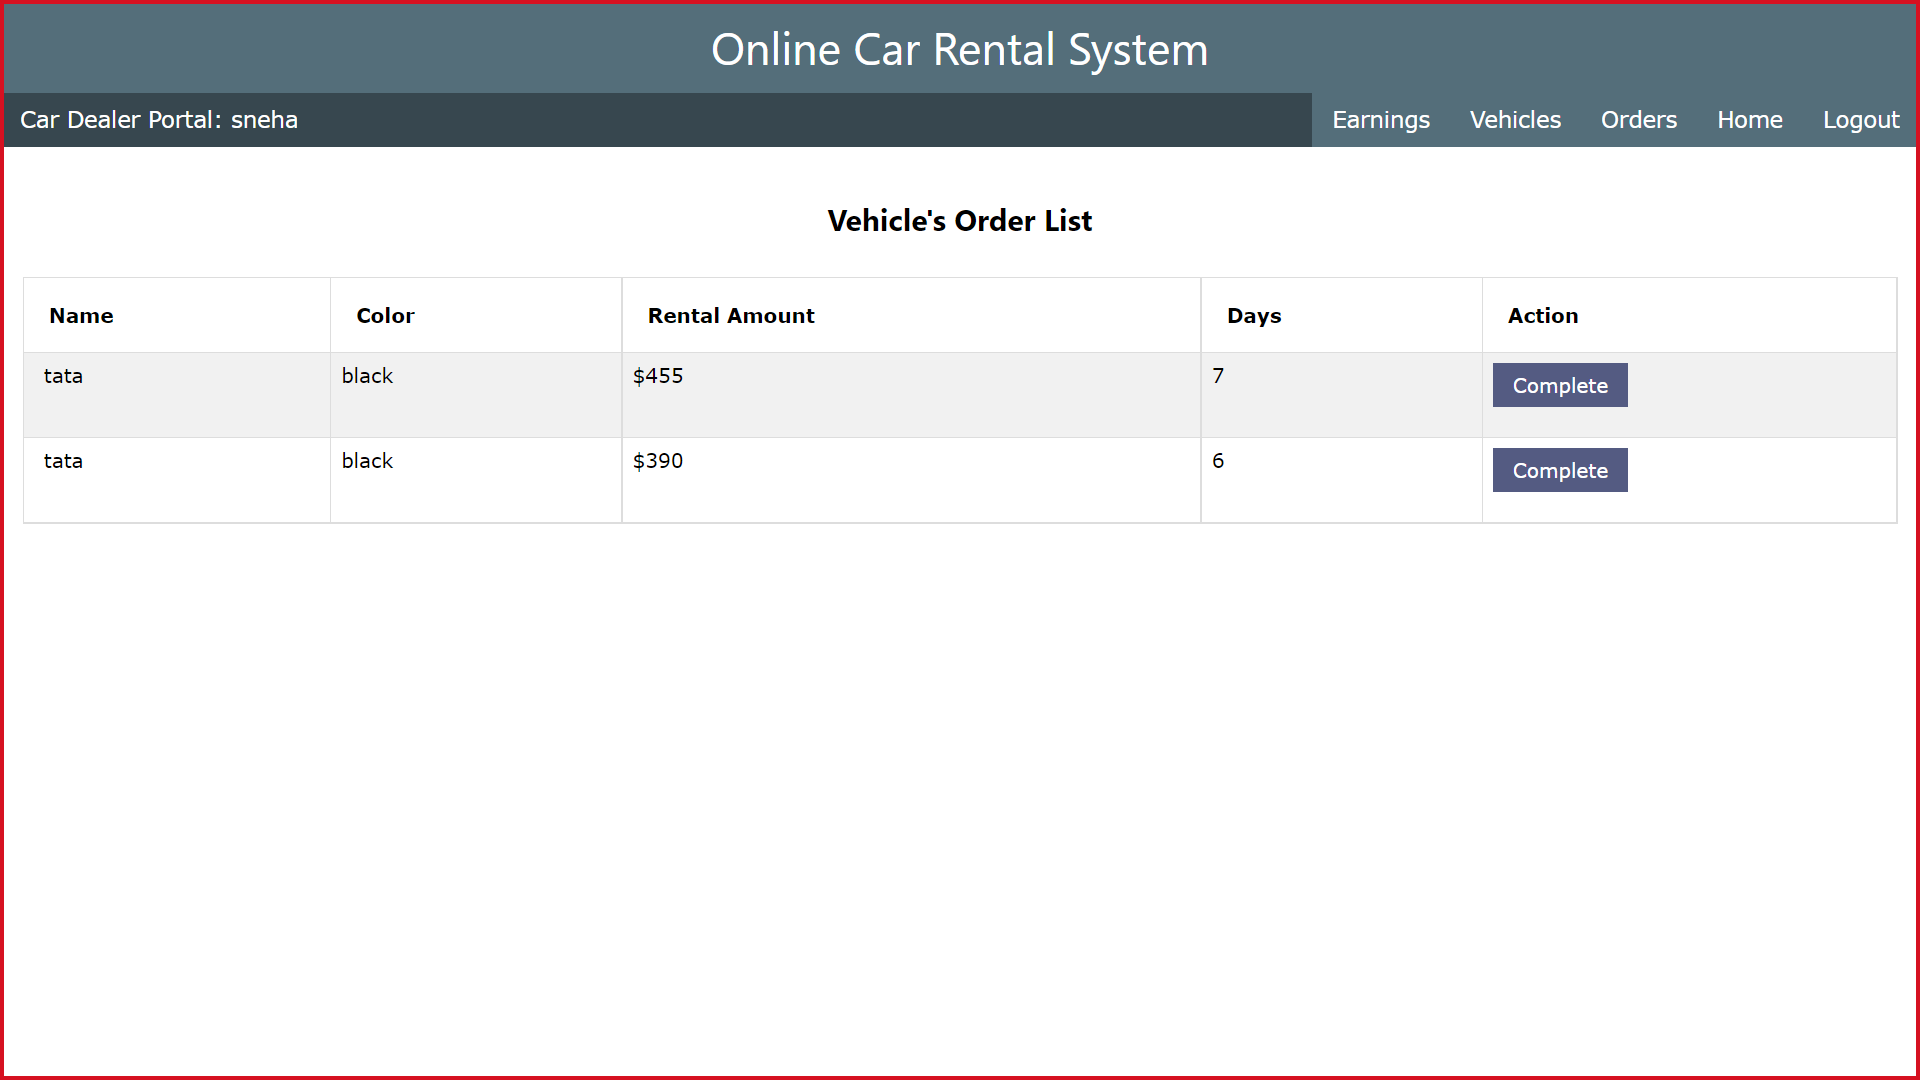 Online Car Rental System
Car Dealer Portal: sneha Earnings Vehicles Orders Home Logout
Vehicle's Order List
Name Color Rental Amount Days Action
tata black $455 7 Complete
tata black $390 6 Complete